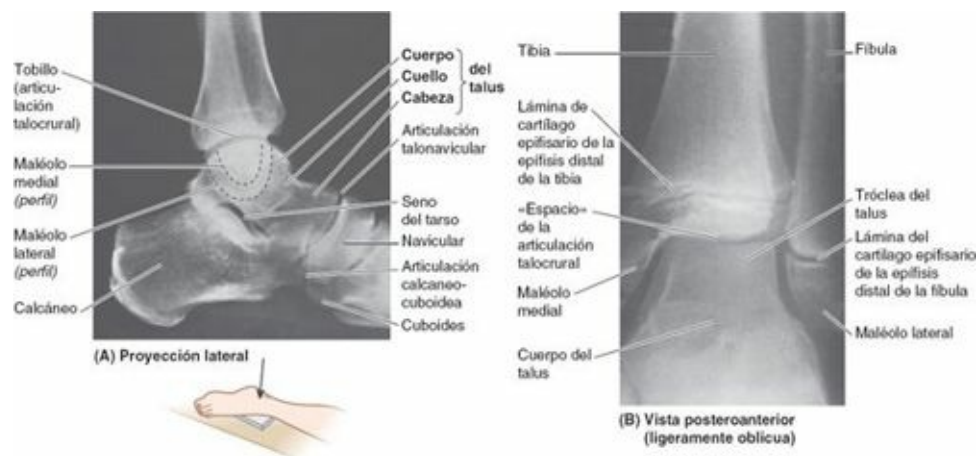 Tobillo
(articu-
lación
talocrural)
Maléolo
medial
(perfil)
Maléolo
lateral
(perfil)
Calcáneo
Cuerpo
Cuello
Cabeza
del
talus
Articulación
talonavicular
Seno
del tarso
Navicular
Articulación
calcaneo-
cuboidea
Cuboides
(A) Proyección lateral
Tibia
Lámina de
cartílago
epifisario de la
epífisis distal
de la tibia
«Espacio»
de la
articulación
talocrural
Maléolo
medial
Cuerpo del
talus
Fíbula
Tróclea del
talus
Lámina del
cartílago epifisario
de la epífisis
distal de la fíbula
Maléolo lateral
(B) Vista posteroanterior
(ligeramente oblicua)